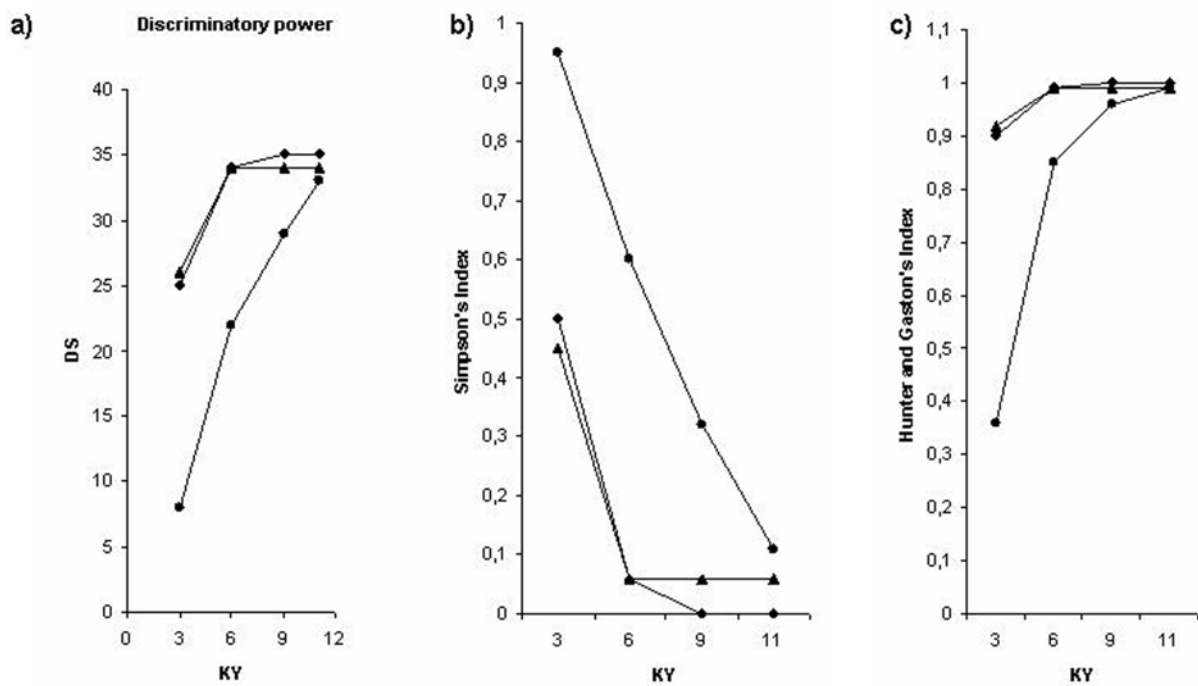 a)
Discriminatory power
40
35
30
25
20
15
10
5
0
DS
0 3 6 9 12
KY
b)
1
0,9
0,8
0,7
0,6
0,5
0,4
0,3
0,2
0,1
0
Simpson's Index
3 6 9 11
KY
c)
1,1
1
0,9
0,8
0,7
0,6
0,5
0,4
0,3
0,2
0,1
0
Hunter and Gaston's Index
3 6 9 11
KY